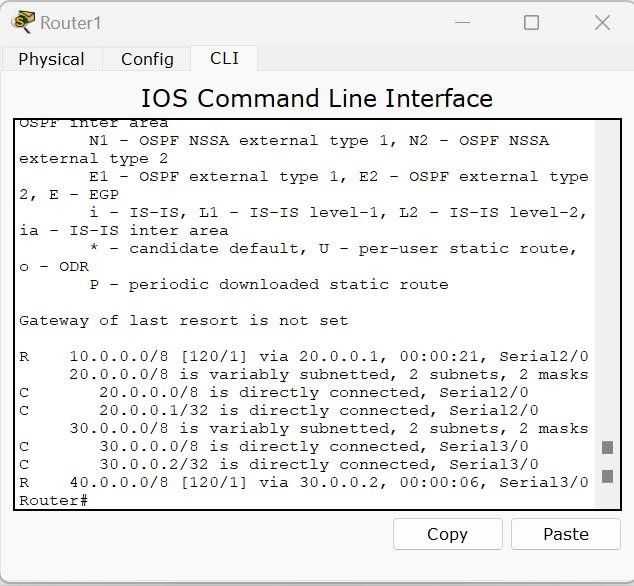 Router1
Physical Config CLI
IOS Command Line Interface
OSPF inter area
N1 - OSPF NSSA external type 1, N2 - OSPF NSSA
external type 2
E1 - OSPF external type 1, E2 - OSPF external type
2, E - EGP
i - IS-IS, L1 - IS-IS level-1, L2 - IS-IS level-2,
ia - IS-IS inter area
* - candidate default, U - per-user static route,
o - ODR
P - periodic downloaded static route
Gateway of last resort is not set
R 10.0.0.0/8 [120/1] via 20.0.0.1, 00:00:21, Serial2/0
20.0.0.0/8 is variably subnetted, 2 subnets, 2 masks
C 20.0.0.0/8 is directly connected, Serial2/0
C 20.0.0.1/32 is directly connected, Serial2/0
30.0.0.0/8 is variably subnetted, 2 subnets, 2 masks
C 30.0.0.0/8 is directly connected, Serial3/0
C 30.0.0.2/32 is directly connected, Serial3/0
R 40.0.0.0/8 [120/1] via 30.0.0.2, 00:00:06, Serial3/0
Router#
Copy Paste